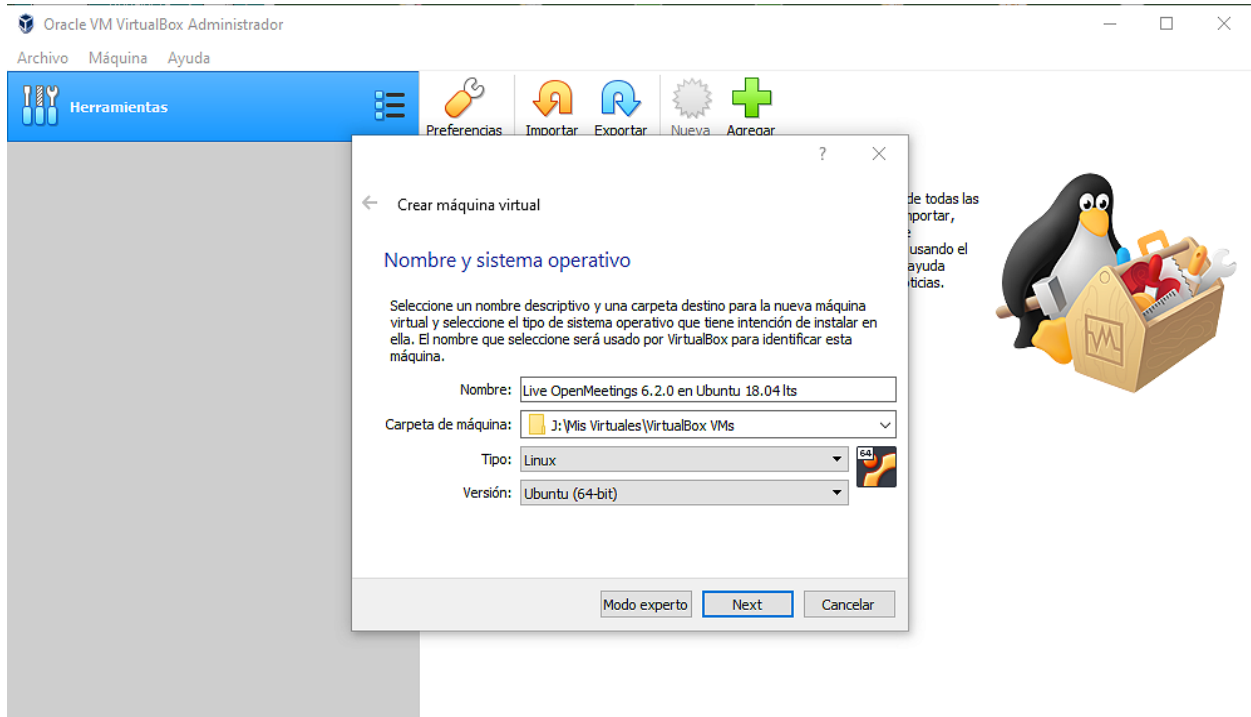 Oracle VM VirtualBox Administrador
Archivo Máquina Ayuda
Herramientas
Preferencias Importar Exportar Nueva Agregar
?
Crear máquina virtual
Nombre y sistema operativo
Seleccione un nombre descriptivo y una carpeta destino para la nueva máquina
virtual y seleccione el tipo de sistema operativo que tiene intención de instalar en
ella. El nombre que seleccione será usado por VirtualBox para identificar esta
máquina.
Nombre: Live OpenMeetings 6.2.0 en Ubuntu 18.04 lts
Carpeta de máquina: J:\Mis Virtuales\VirtualBox VMs
Tipo: Linux
64
Versión: Ubuntu (64-bit)
Modo experto Next Cancelar
de todas las
usando el
ayuda